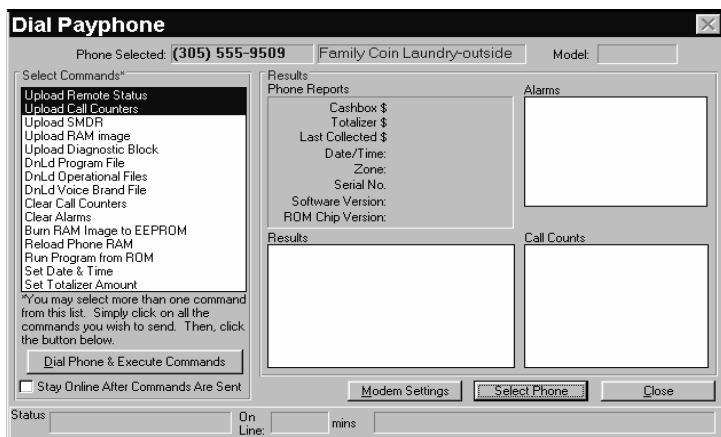 Dial Payphone
Phone Selected: (305) 555-9509 Family Coin Laundry-outside Model:
Select Commands*
Upload Remote Status
Upload Call Counters
Upload SMDR
Upload RAM image
Upload Diagnostic Block
DnLd Program File
DnLd Operational Files
DnLd Voice Brand File
Clear Call Counters
Clear Alarms
Burn RAM Image to EEPROM
Reload Phone RAM
Run Program from ROM
Set Date & Time
Set Totalizer Amount
*You may select more than one command
from this list. Simply click on all the
commands you wish to send. Then, click
the button below.
Dial Phone & Execute Commands
Stay Online After Commands Are Sent
Results
Phone Reports
Cashbox $
Totalizer $
Last Collected $
Date/Time:
Zone:
Serial No.
Software Version:
ROM Chip Version:
Alarms
Results
Call Counts
Modem Settings
Select Phone
Close
Status
On
Line:
mins